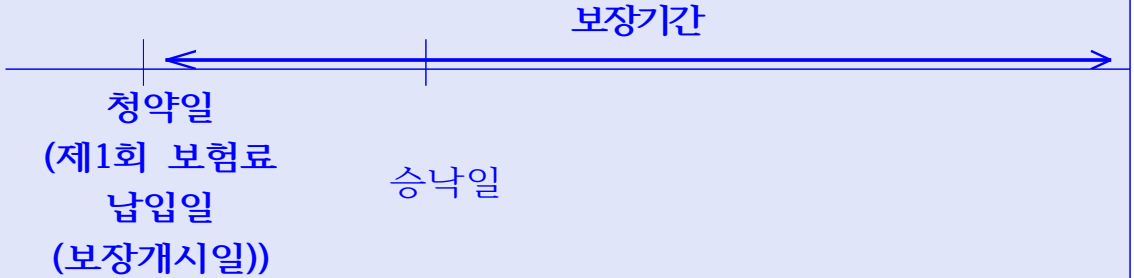 보장기간
청약일
(제1회 보험료
납입일
(보장개시일))
승낙일